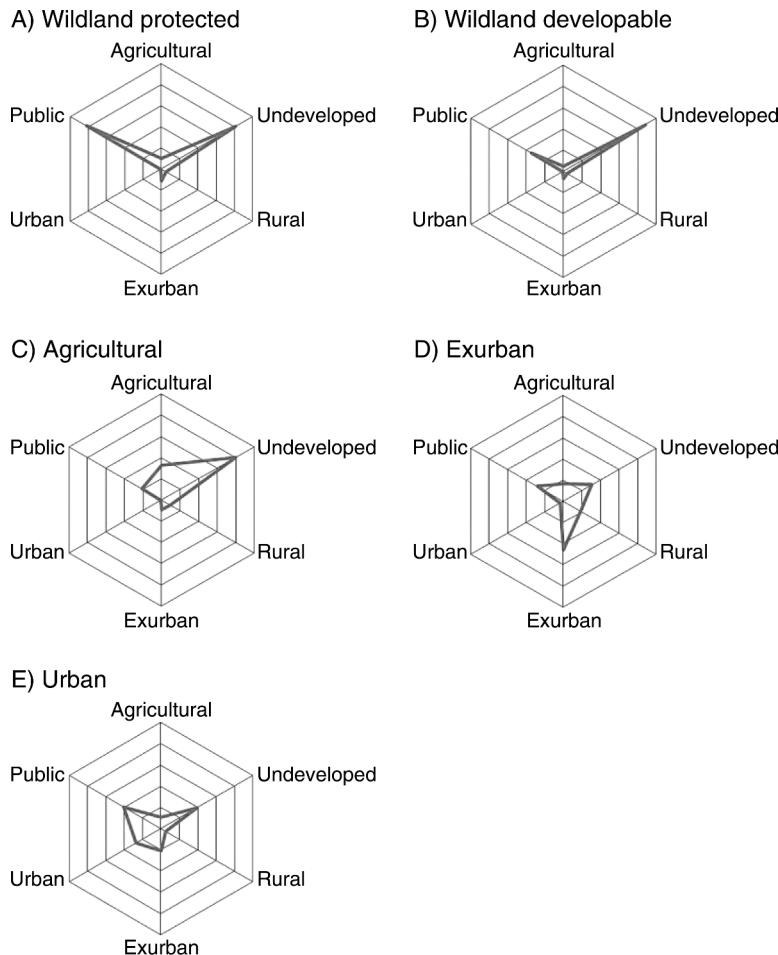 A) Wildland protected
Agricultural
Public
Undeveloped
Urban
Rural
Exurban
B) Wildland developable
Agricultural
Public
Undeveloped
Urban
Rural
Exurban
C) Agricultural
Agricultural
Public
Undeveloped
Urban
Rural
Exurban
D) Exurban
Agricultural
Public
Undeveloped
Urban
Rural
Exurban
E) Urban
Agricultural
Public
Undeveloped
Urban
Rural
Exurban